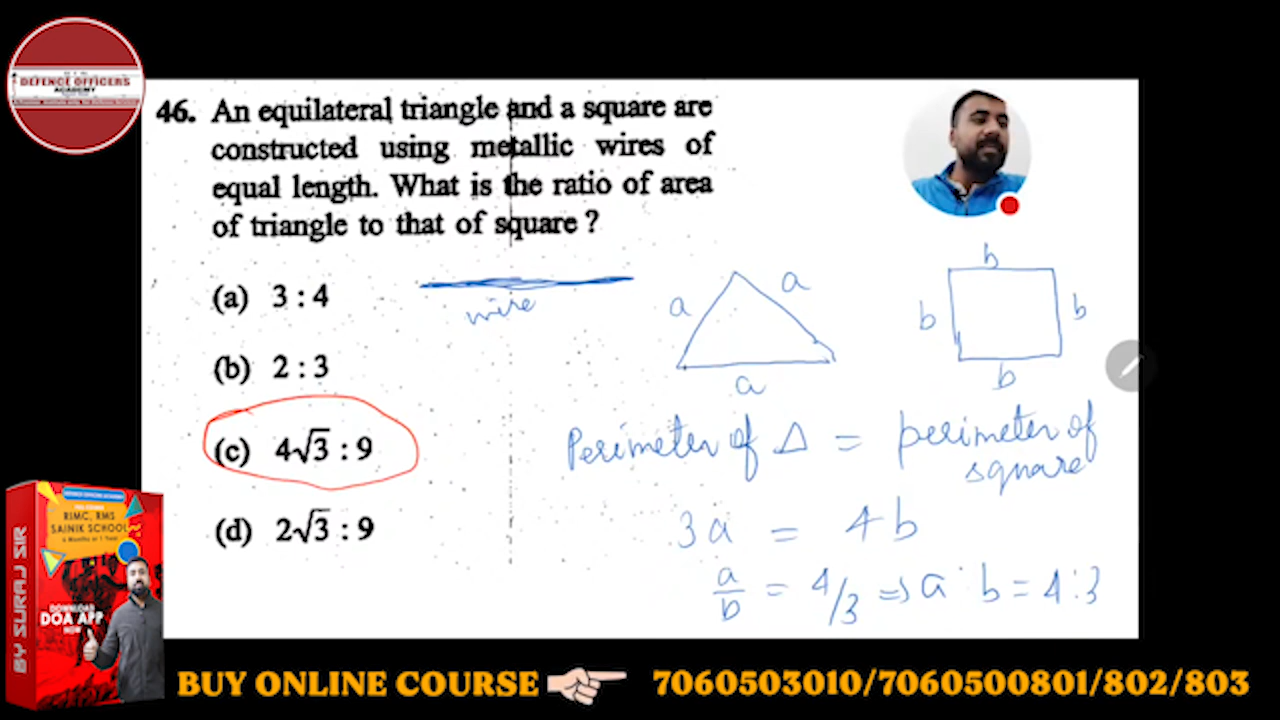 DEFENCE OFFICERS
ACADEMY
46. An equilateral triangle and a square are
constructed using metallic wires of
equal length. What is the ratio of area
of triangle to that of square ?
(a) 3 : 4
(b) 2 : 3
(c) 4√3 : 9
(d) 2√3 : 9
wire
a
a
a
b
b
b
b
Perimeter of Δ = perimeter of
square
3a = 4b
a/b = 4/3 ⇒ a : b = 4:3
BY SURAJ SIR
RIMC, RMS
SAINIK SCHOOL
DOWNLOAD
DOA APP
NOW
BUY ONLINE COURSE
7060503010/7060500801/802/803